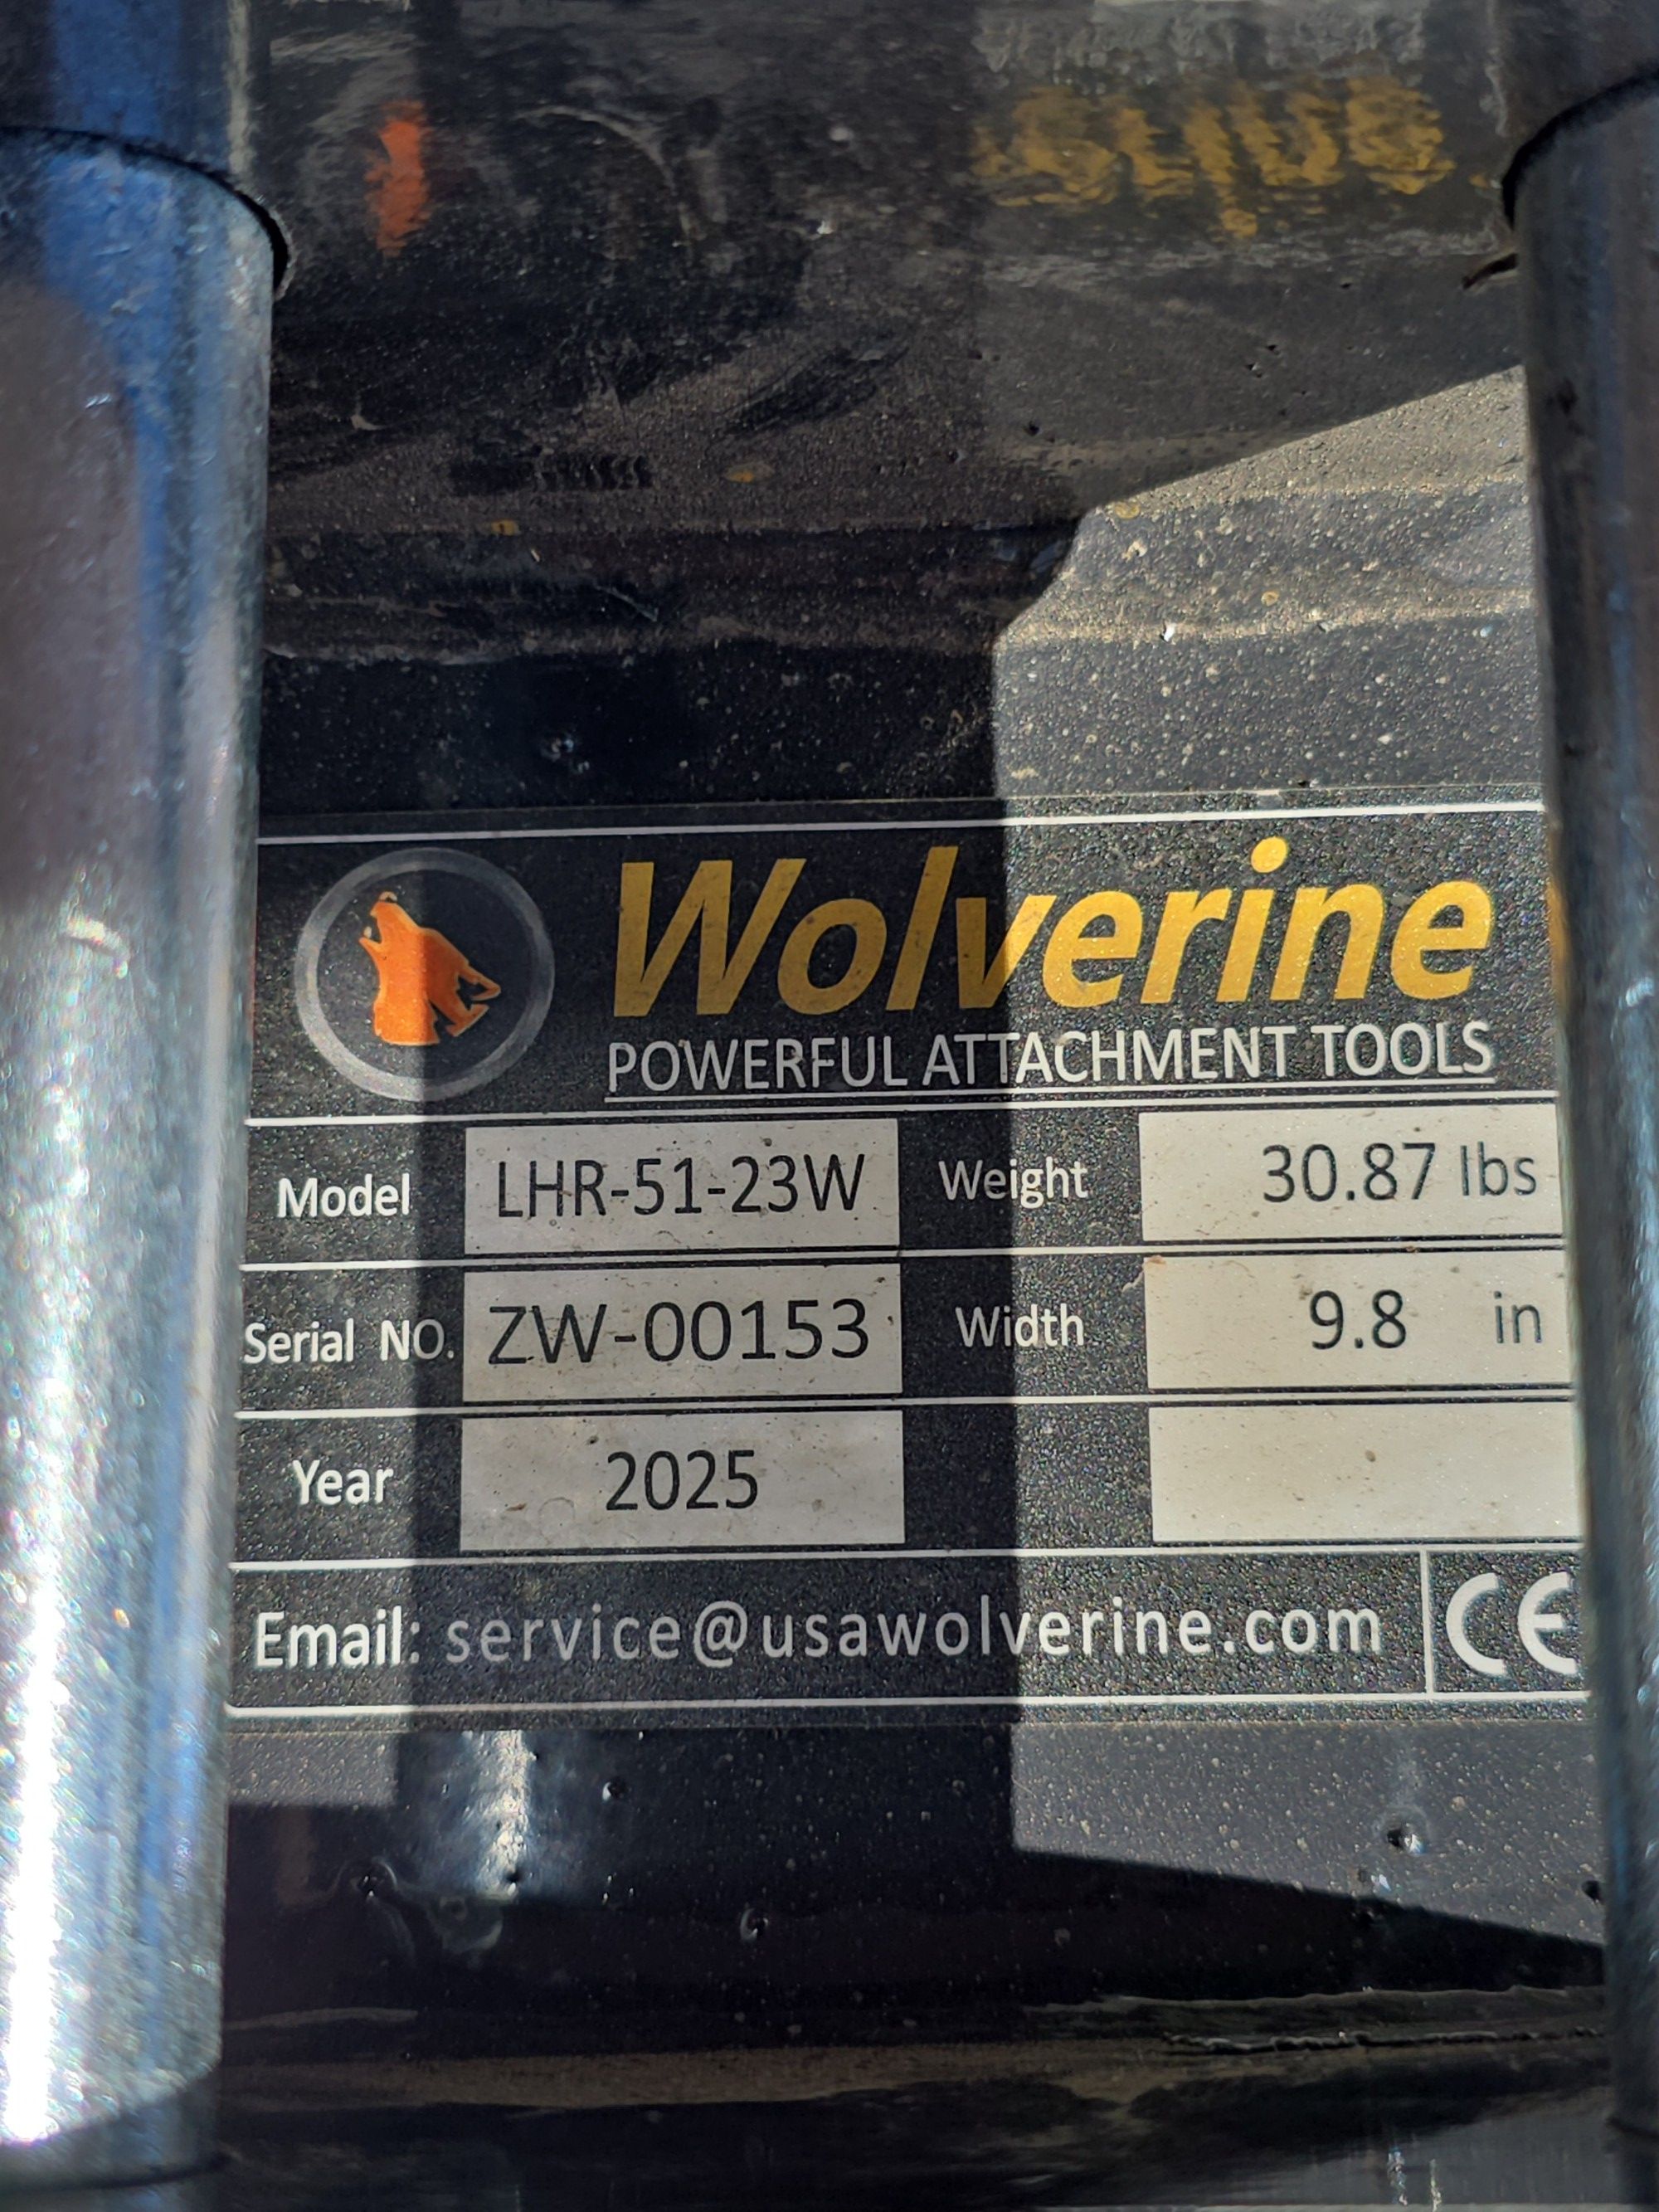 Wolverine
POWERFUL ATTACHMENT TOOLS
Model LHR-51-23W Weight 30.87 lbs
Serial NO. ZW-00153 Width 9.8 in
Year 2025
Email: service@usawolverine.com CE